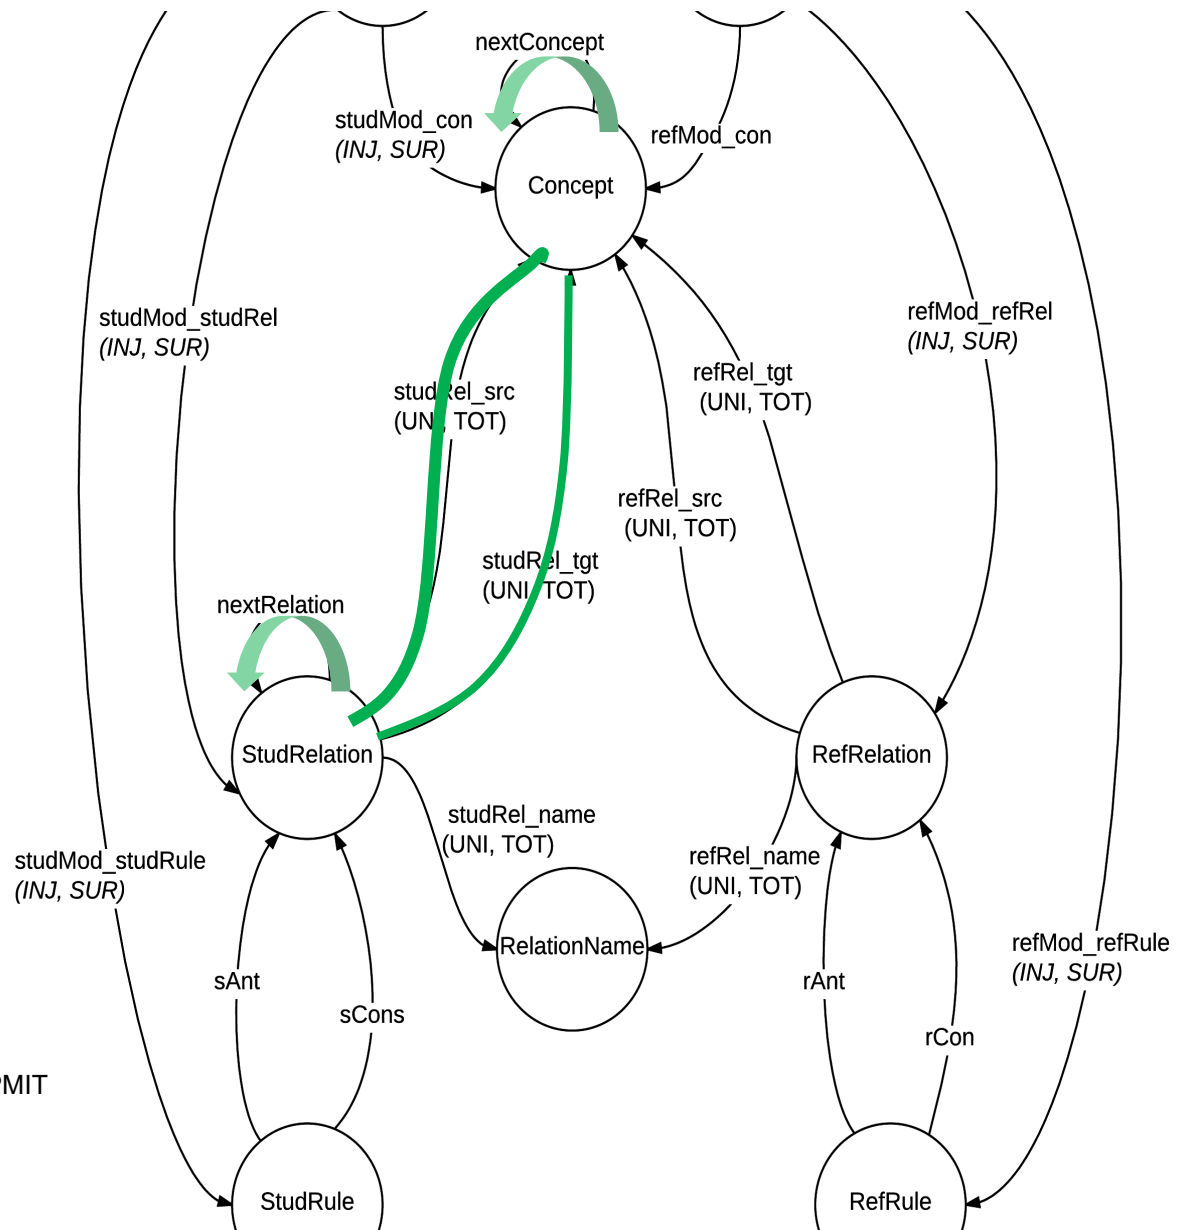 nextConcept
studMod_con
(INJ, SUR)
refMod_con
Concept
studMod_studRel
(INJ, SUR)
refMod_refRel
(INJ, SUR)
refRel_tgt
(UNI, TOT)
studRel_src
(UNI, TOT)
refRel_src
(UNI, TOT)
studRel_tgt
(UNI, TOT)
nextRelation
StudRelation
RefRelation
studRel_name
(UNI, TOT)
refRel_name
(UNI, TOT)
studMod_studRule
(INJ, SUR)
RelationName
refMod_refRule
(INJ, SUR)
sAnt
rAnt
sCons
rCon
MIT
StudRule
RefRule